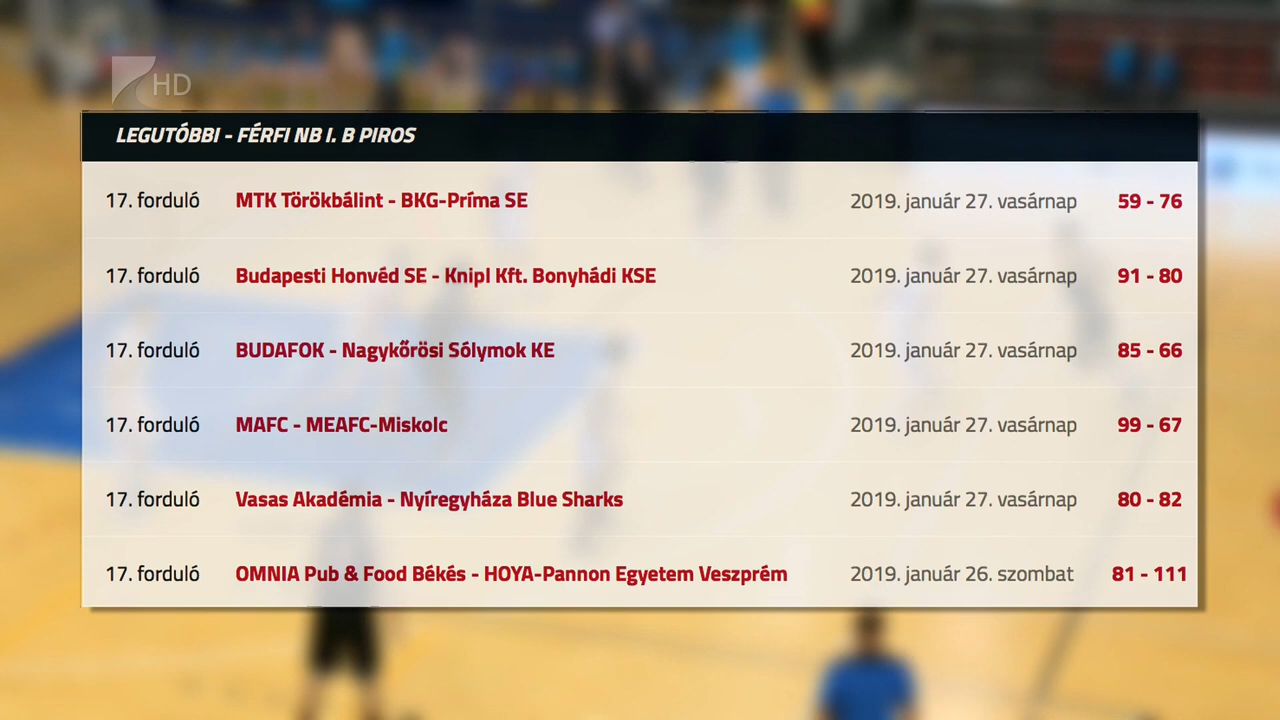 HD
LEGUTÓBBI - FÉRFI NB I. B PIROS
17. forduló MTK Törökbálint - BKG-Príma SE 2019. január 27. vasárnap 59 - 76
17. forduló Budapesti Honvéd SE - Knipl Kft. Bonyhádi KSE 2019. január 27. vasárnap 91 - 80
17. forduló BUDAFOK - Nagykőrösi Sólymok KE 2019. január 27. vasárnap 85 - 66
17. forduló MAFC - MEAFC-Miskolc 2019. január 27. vasárnap 99 - 67
17. forduló Vasas Akadémia - Nyíregyháza Blue Sharks 2019. január 27. vasárnap 80 - 82
17. forduló OMNIA Pub & Food Békés - HOYA-Pannon Egyetem Veszprém 2019. január 26. szombat 81 - 111